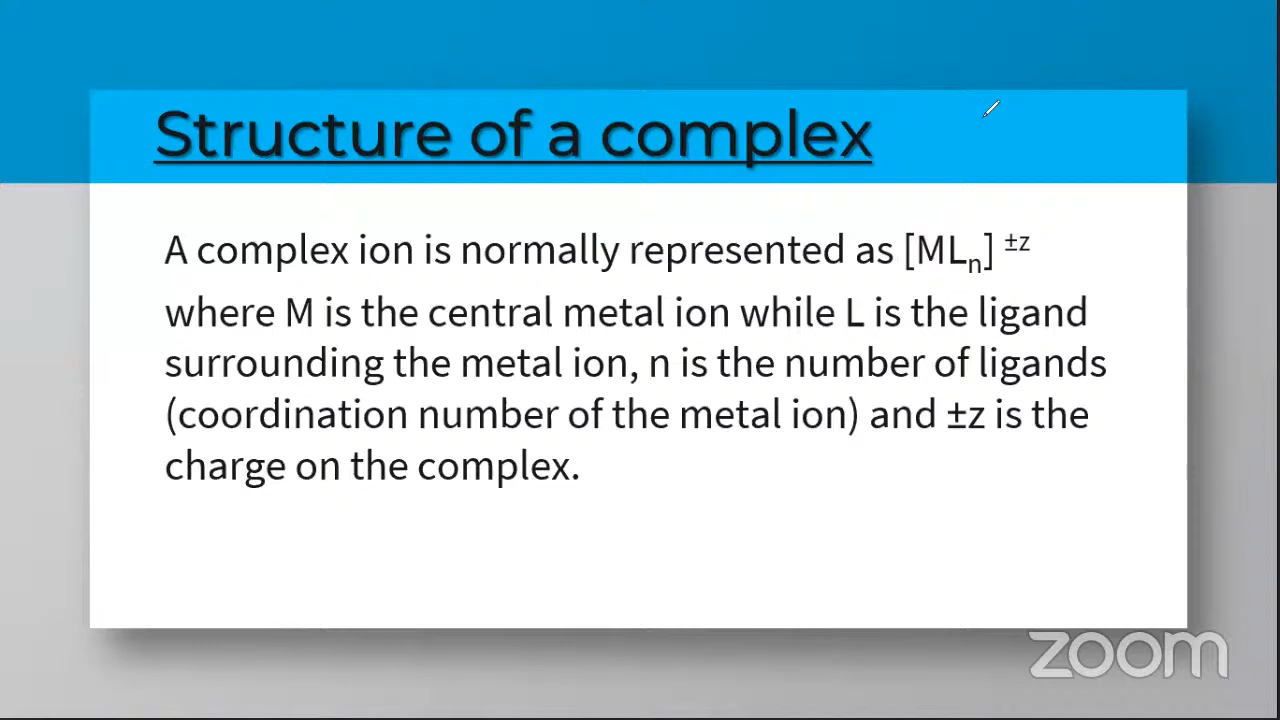 Structure of a complex
A complex ion is normally represented as [MLₙ] ±z
where M is the central metal ion while L is the ligand
surrounding the metal ion, n is the number of ligands
(coordination number of the metal ion) and ±z is the
charge on the complex.
zoom